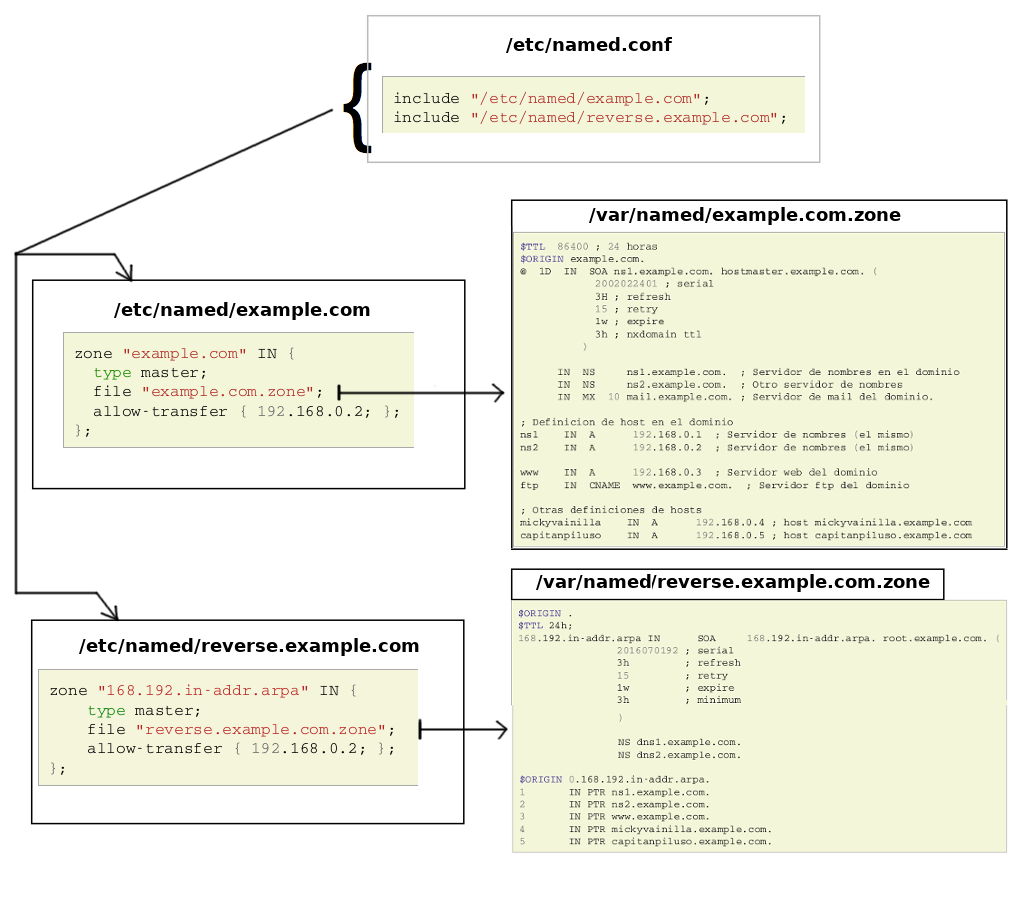 /etc/named.conf
{
include "/etc/named/example.com";
include "/etc/named/reverse.example.com";
/etc/named/example.com
zone "example.com" IN {
type master;
file "example.com.zone";
allow-transfer { 192.168.0.2; };
};
/var/named/example.com.zone
$TTL 86400 ; 24 horas
$ORIGIN example.com.
@ 1D IN SOA ns1.example.com. hostmaster.example.com. (
2002022401 ; serial
3H ; refresh
15 ; retry
1w ; expire
3h ; nxdomain ttl
)
IN NS ns1.example.com. ; Servidor de nombres en el dominio
IN NS ns2.example.com. ; Otro servidor de nombres
IN MX 10 mail.example.com. ; Servidor de mail del dominio.
; Definicion de host en el dominio
ns1 IN A 192.168.0.1 ; Servidor de nombres (el mismo)
ns2 IN A 192.168.0.2 ; Servidor de nombres (el mismo)
www IN A 192.168.0.3 ; Servidor web del dominio
ftp IN CNAME www.example.com. ; Servidor ftp del dominio
; Otras definiciones de hosts
mickyvainilla IN A 192.168.0.4 ; host mickyvainilla.example.com
capitanpiluso IN A 192.168.0.5 ; host capitanpiluso.example.com
/etc/named/reverse.example.com
zone "168.192.in-addr.arpa" IN {
type master;
file "reverse.example.com.zone";
allow-transfer { 192.168.0.2; };
};
/var/named/reverse.example.com.zone
$ORIGIN .
$TTL 24h;
168.192.in-addr.arpa IN SOA 168.192.in-addr.arpa. root.example.com. (
2016070192 ; serial
3h ; refresh
15 ; retry
1w ; expire
3h ; minimum
)
NS dns1.example.com.
NS dns2.example.com.
$ORIGIN 0.168.192.in-addr.arpa.
1 IN PTR ns1.example.com.
2 IN PTR ns2.example.com.
3 IN PTR www.example.com.
4 IN PTR mickyvainilla.example.com.
5 IN PTR capitanpiluso.example.com.